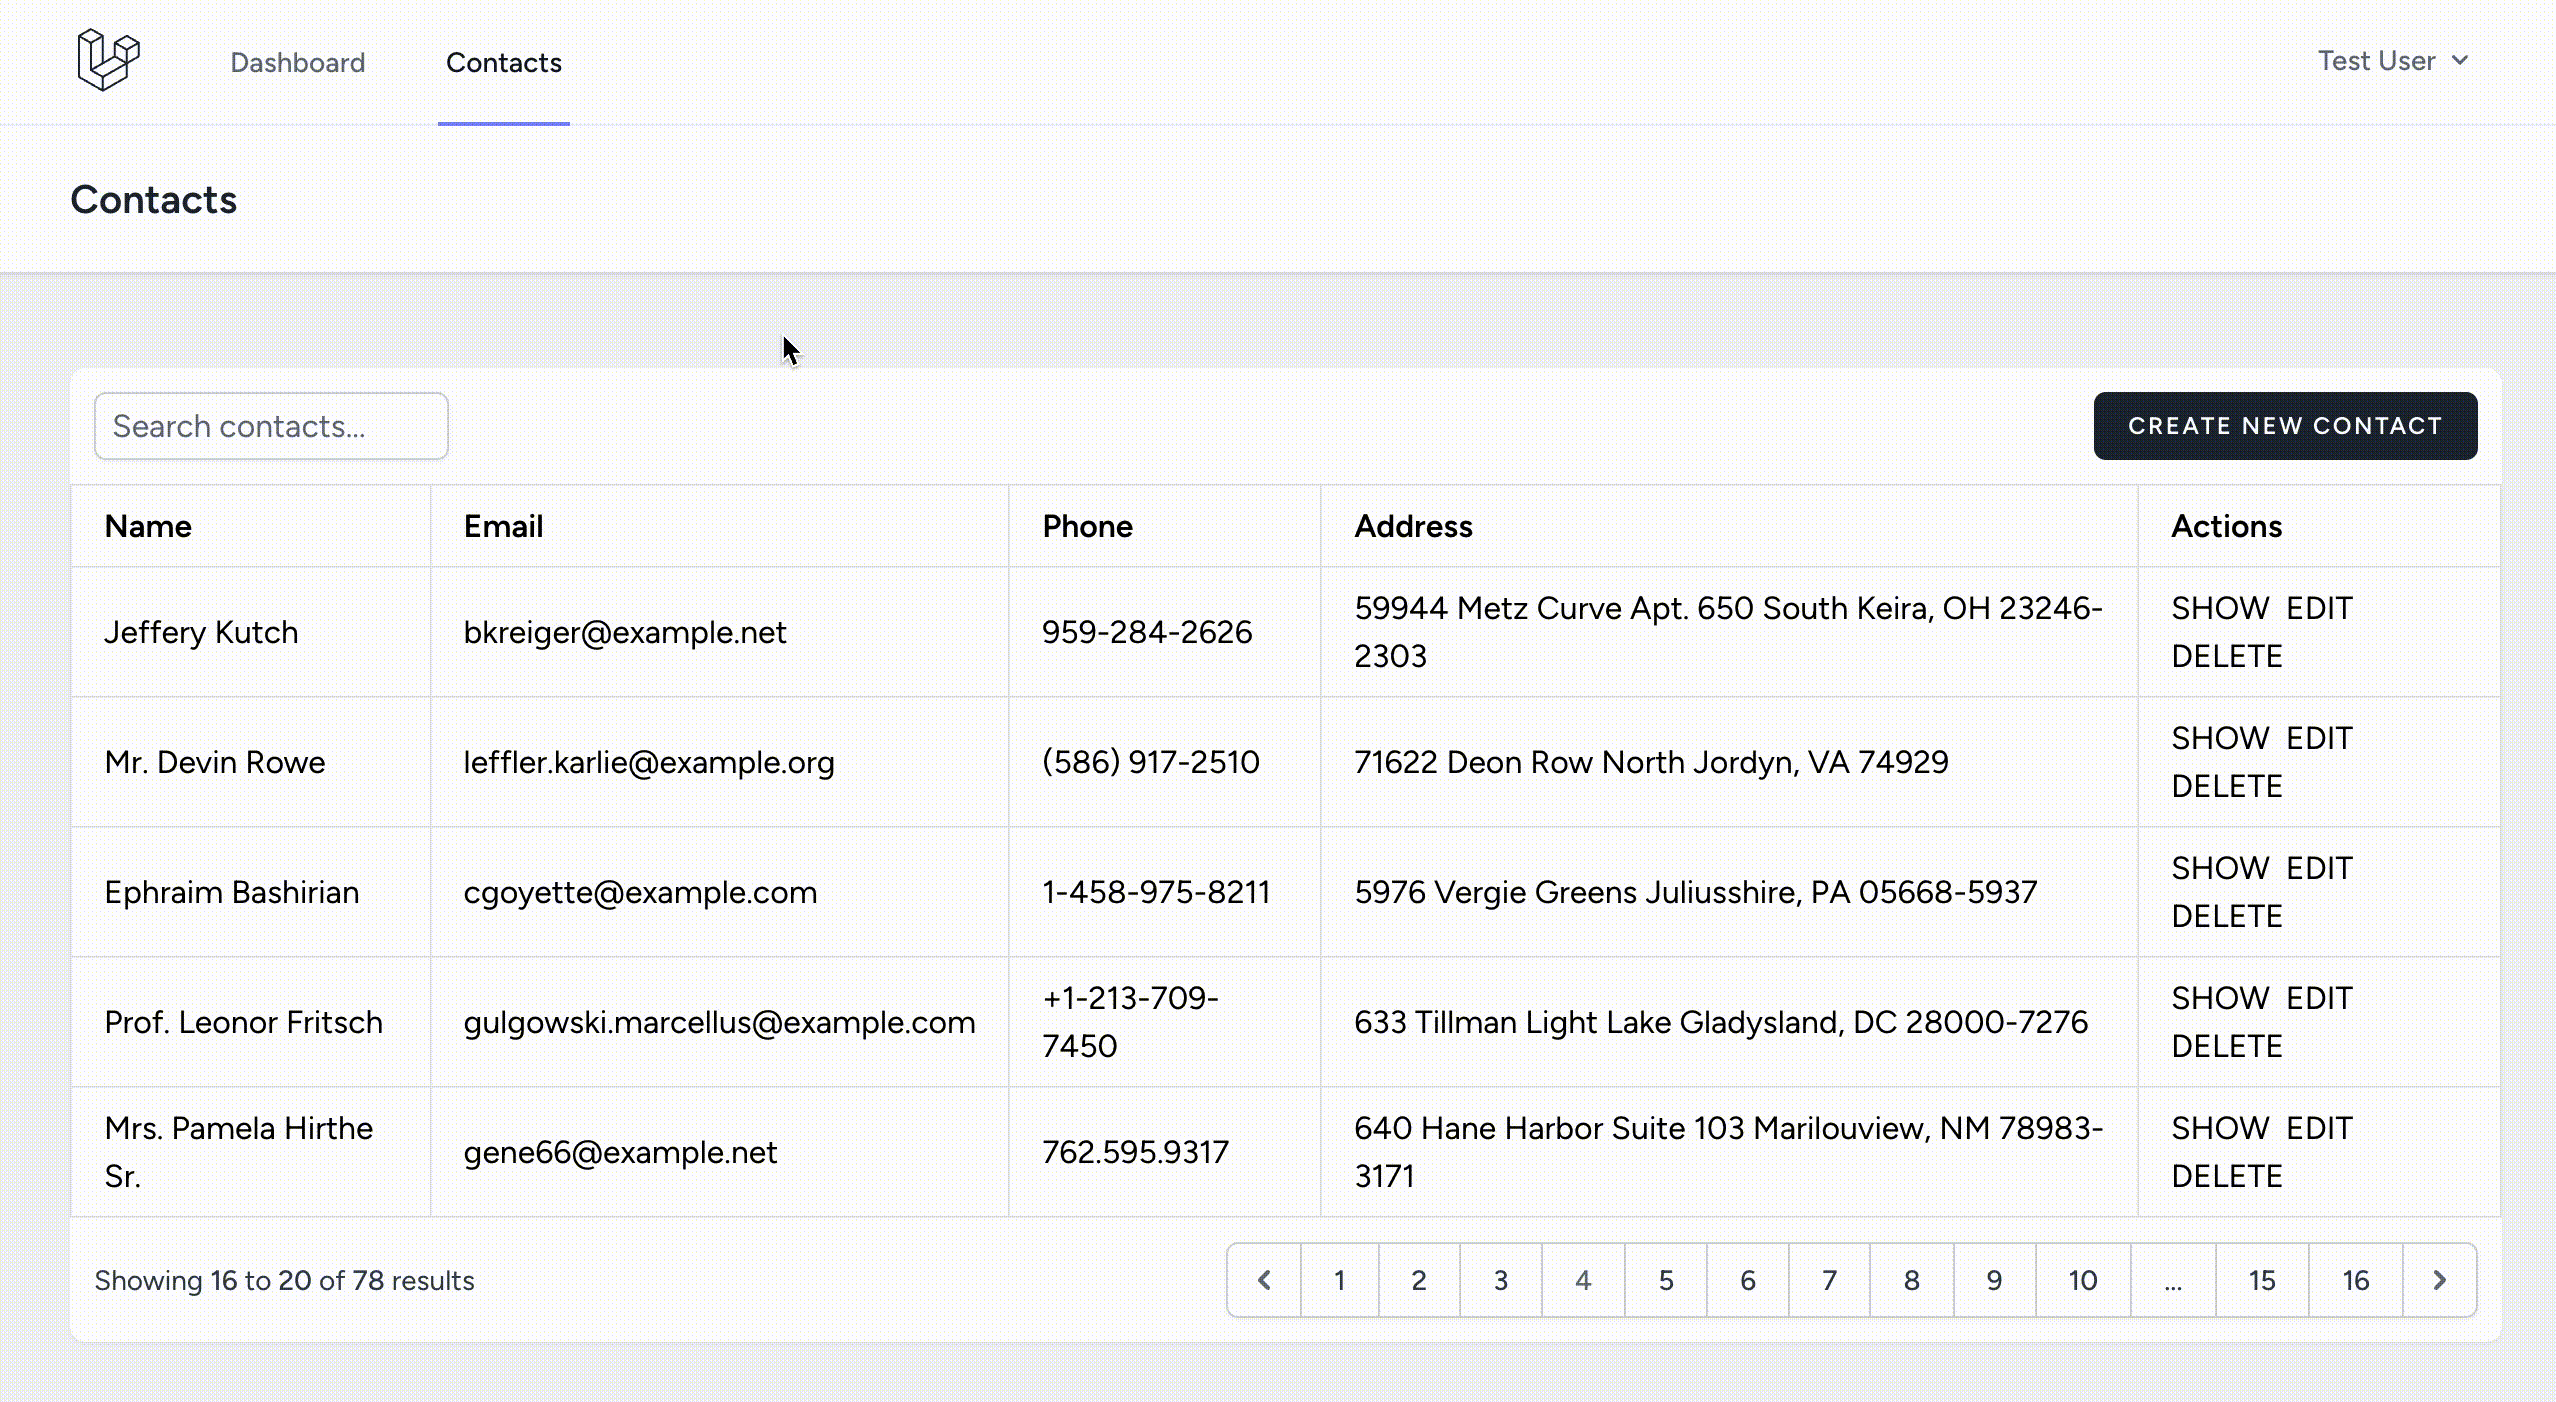 Dashboard Contacts Test User
Contacts
Search contacts... CREATE NEW CONTACT
Name Email Phone Address Actions
Jeffery Kutch bkreiger@example.net 959-284-2626 59944 Metz Curve Apt. 650 South Keira, OH 23246-
2303 SHOW EDIT
DELETE
Mr. Devin Rowe leffler.karlie@example.org (586) 917-2510 71622 Deon Row North Jordyn, VA 74929 SHOW EDIT
DELETE
Ephraim Bashirian cgoyette@example.com 1-458-975-8211 5976 Vergie Greens Juliusshire, PA 05668-5937 SHOW EDIT
DELETE
Prof. Leonor Fritsch gulgowski.marcellus@example.com +1-213-709-
7450 633 Tillman Light Lake Gladysland, DC 28000-7276 SHOW EDIT
DELETE
Mrs. Pamela Hirthe
Sr. gene66@example.net 762.595.9317 640 Hane Harbor Suite 103 Marilouview, NM 78983-
3171 SHOW EDIT
DELETE
Showing 16 to 20 of 78 results 1 2 3 4 5 6 7 8 9 10 ... 15 16